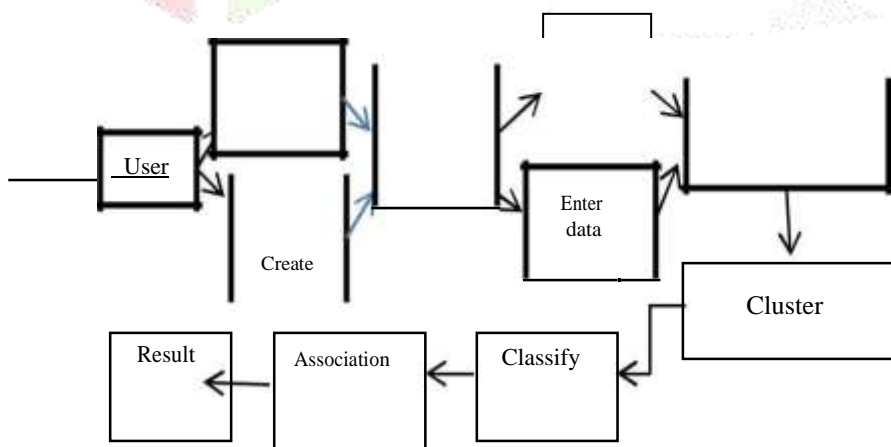 User
Enter
data
Create
Cluster
Result
Association
Classify